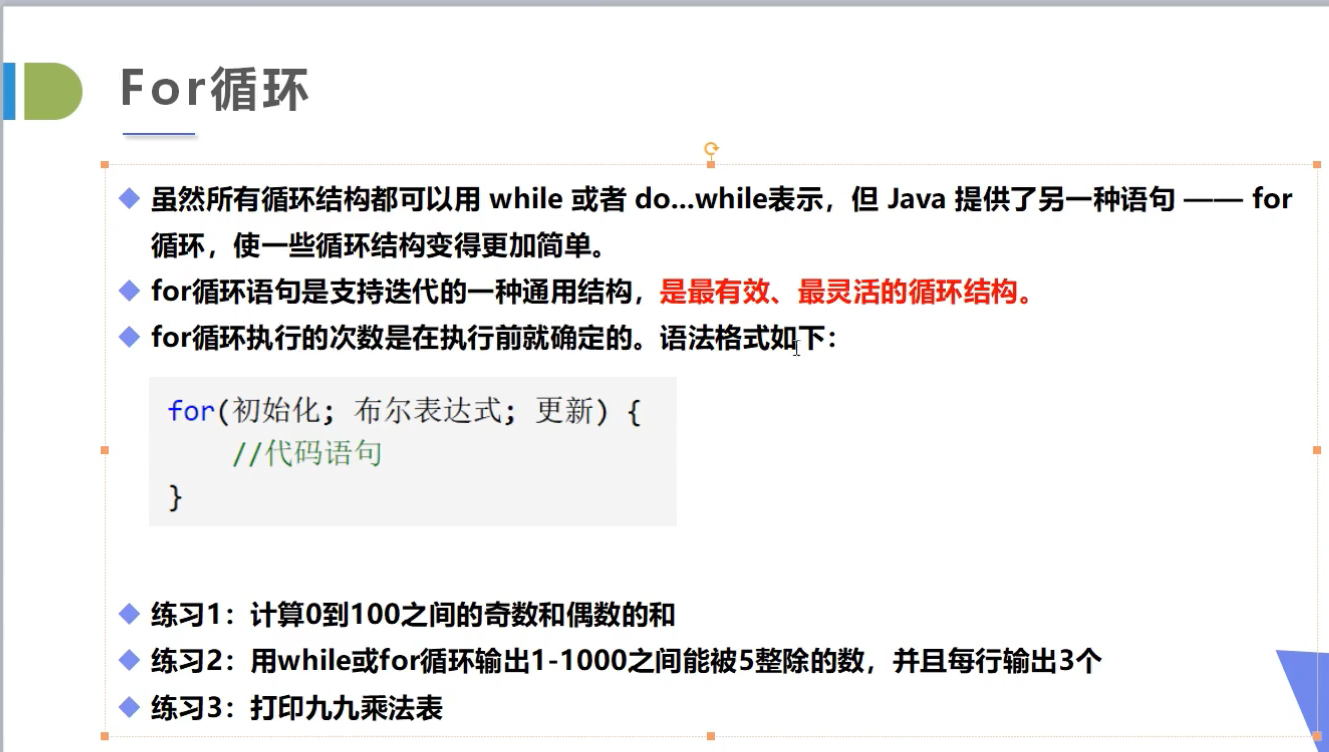 For循环
虽然所有循环结构都可以用 while 或者 do...while表示，但 Java 提供了另一种语句 —— for
循环，使一些循环结构变得更加简单。
for循环语句是支持迭代的一种通用结构，是最有效、最灵活的循环结构。
for循环执行的次数是在执行前就确定的。语法格式如下：
for(初始化; 布尔表达式; 更新) {
//代码语句
}
练习1：计算0到100之间的奇数和偶数的和
练习2：用while或for循环输出1-1000之间能被5整除的数，并且每行输出3个
练习3：打印九九乘法表